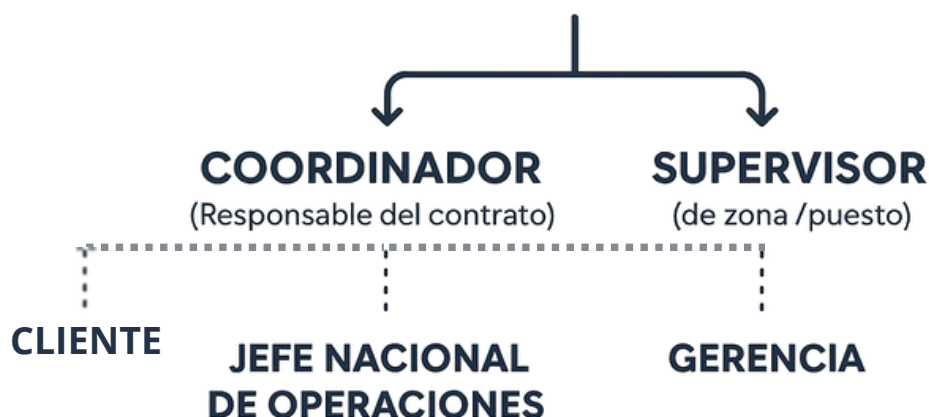 COORDINADOR
(Responsable del contrato)
SUPERVISOR
(de zona /puesto)
CLIENTE
JEFE NACIONAL
DE OPERACIONES
GERENCIA